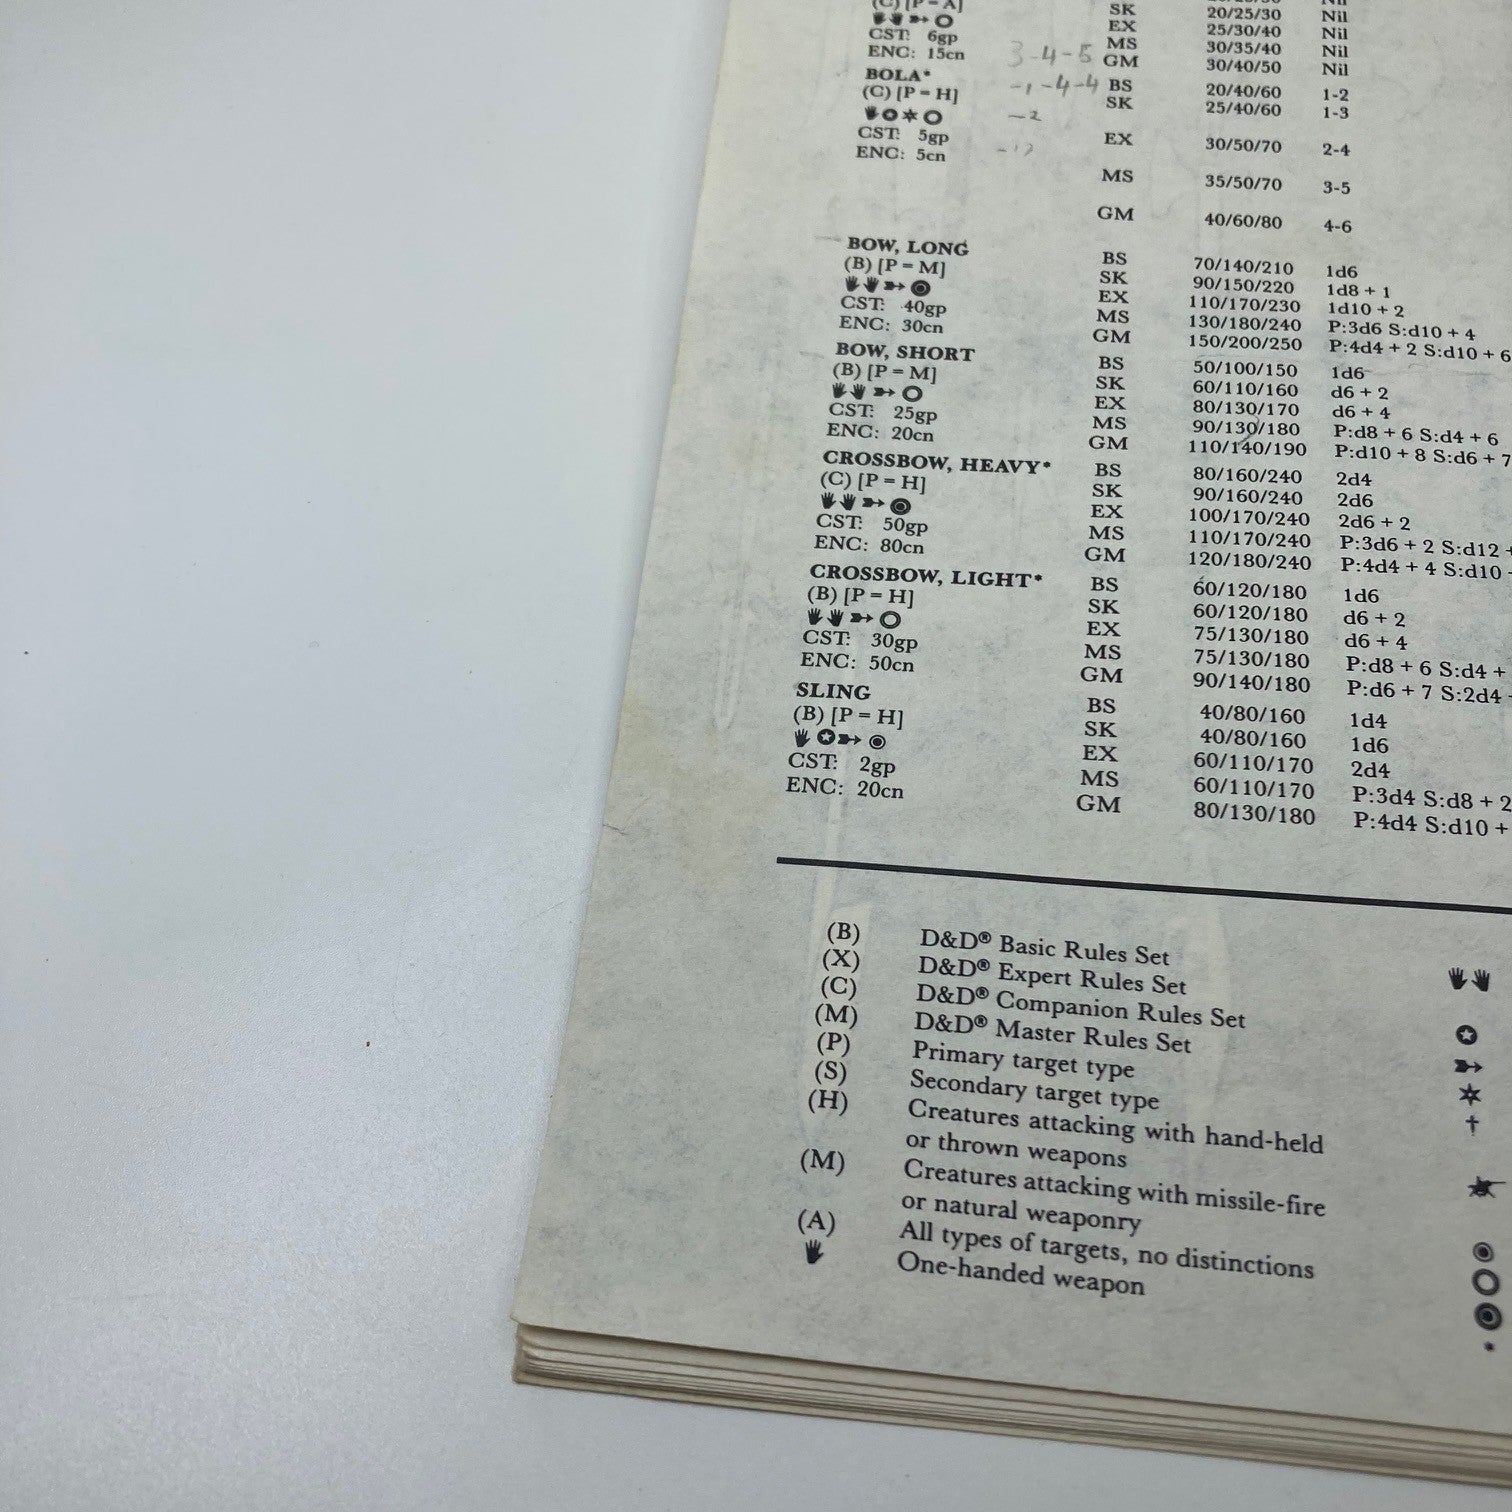 (C) [P = A]
SK 20/25/30 Nil
EX 25/30/40 Nil
CST: 6gp MS 30/35/40 Nil
ENC: 15cn 3-4-5 GM 30/40/50 Nil
BOLA* -1-4-4 BS 20/40/60 1-2
(C) [P = H] SK 25/40/60 1-3
-2
CST: 5gp EX 30/50/70 2-4
ENC: 5cn
MS 35/50/70 3-5
GM 40/60/80 4-6
BOW, LONG BS 70/140/210 1d6
(B) [P = M] SK 90/150/220 1d8 + 1
EX 110/170/230 1d10 + 2
CST: 40gp MS 130/180/240 P:3d6 S:d10 + 4
ENC: 30cn GM 150/200/250 P:4d4 + 2 S:d10 + 6
BOW, SHORT BS 50/100/150 1d6
(B) [P = M] SK 60/110/160 d6 + 2
EX 80/130/170 d6 + 4
CST: 25gp MS 90/130/180 P:d8 + 6 S:d4 + 6
ENC: 20cn GM 110/140/190 P:d10 + 8 S:d6 + 7
CROSSBOW, HEAVY* BS 80/160/240 2d4
(C) [P = H] SK 90/160/240 2d6
EX 100/170/240 2d6 + 2
CST: 50gp MS 110/170/240 P:3d6 + 2 S:d12 +
ENC: 80cn GM 120/180/240 P:4d4 + 4 S:d10
CROSSBOW, LIGHT* BS 60/120/180 1d6
(B) [P = H] SK 60/120/180 d6 + 2
EX 75/130/180 d6 + 4
CST: 30gp MS 75/130/180 P:d8 + 6 S:d4 +
ENC: 50cn GM 90/140/180 P:d6 + 7 S:2d4
SLING BS 40/80/160 1d4
(B) [P = H] SK 40/80/160 1d6
EX 60/110/170 2d4
CST: 2gp MS 60/110/170 P:3d4 S:d8 + 2
ENC: 20cn GM 80/130/180 P:4d4 S:d10 +
(B) D&D® Basic Rules Set
(X) D&D® Expert Rules Set
(C) D&D® Companion Rules Set
(M) D&D® Master Rules Set
(P) Primary target type
(S) Secondary target type
(H) Creatures attacking with hand-held
or thrown weapons
(M) Creatures attacking with missile-fire
or natural weaponry
(A) All types of targets, no distinctions
One-handed weapon